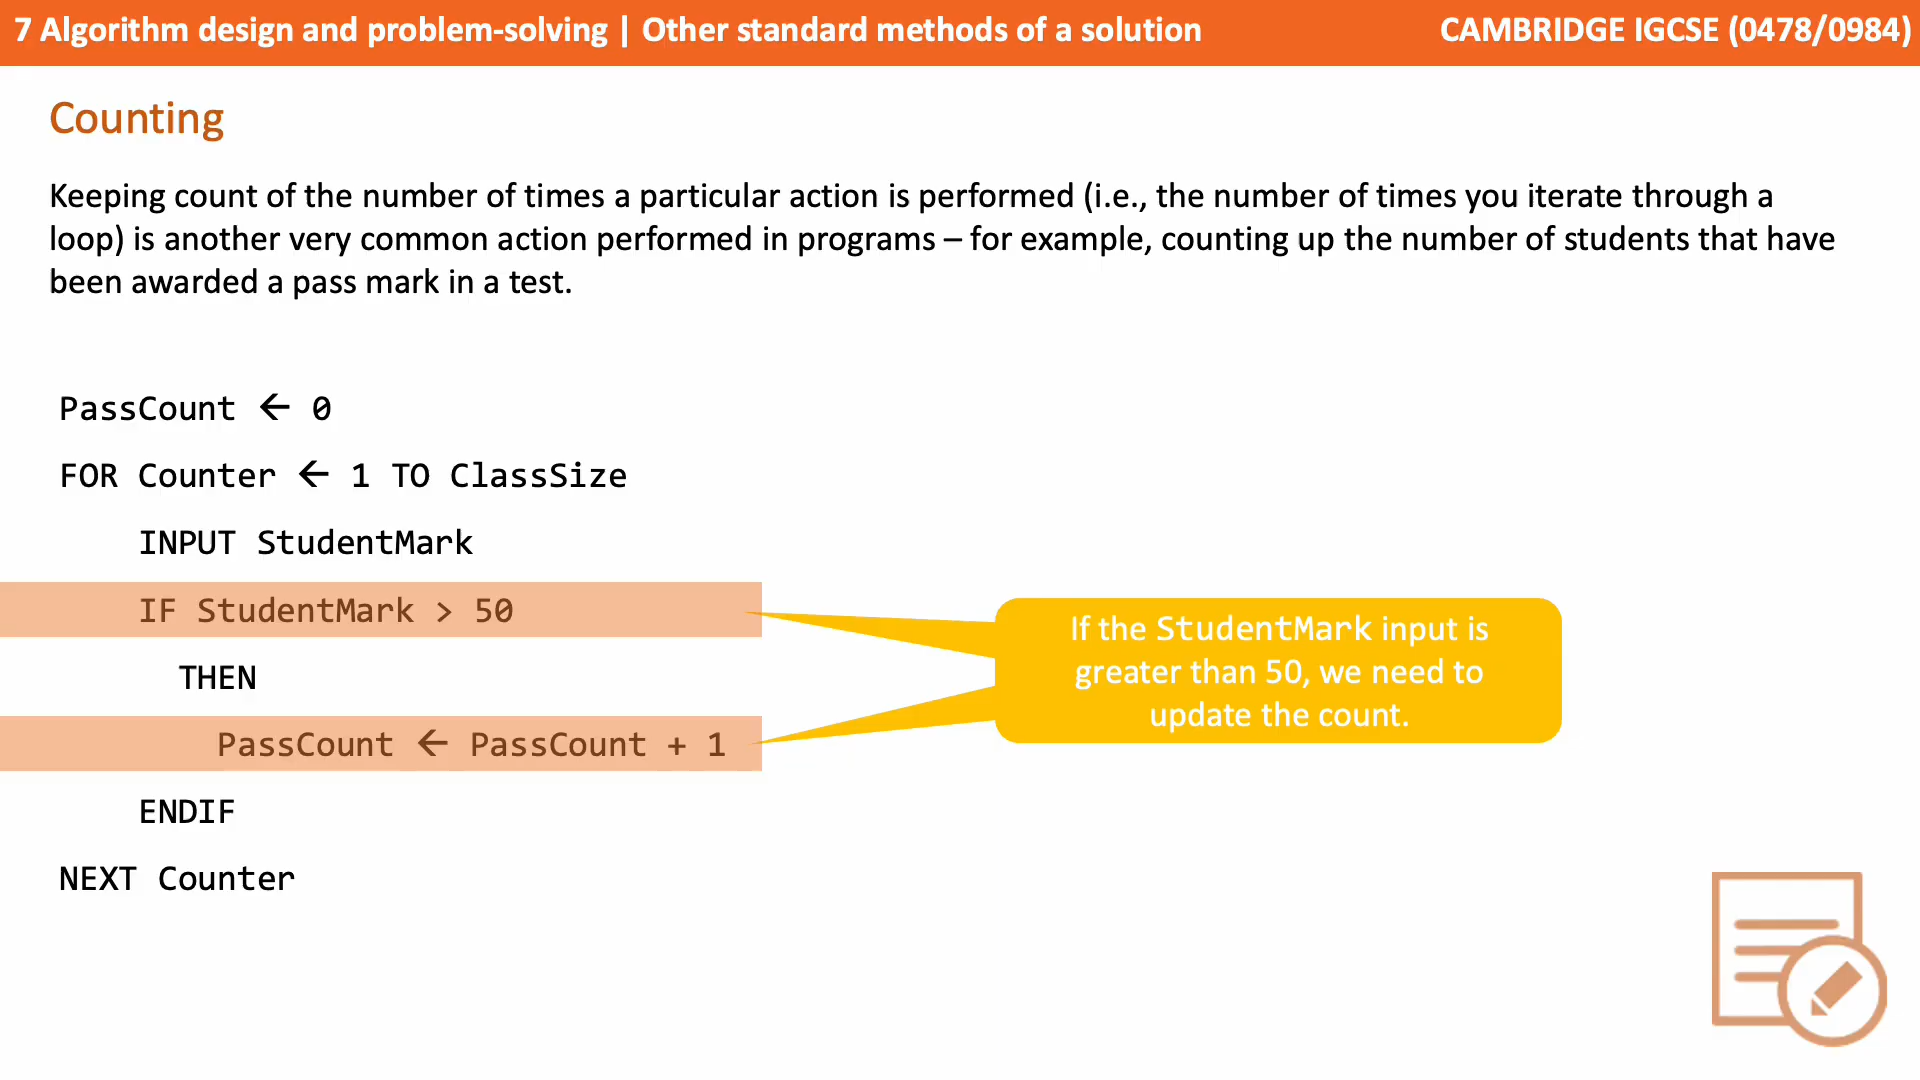 7 Algorithm design and problem-solving | Other standard methods of a solution
CAMBRIDGE IGCSE (0478/0984)
Counting
Keeping count of the number of times a particular action is performed (i.e., the number of times you iterate through a
loop) is another very common action performed in programs – for example, counting up the number of students that have
been awarded a pass mark in a test.
PassCount ← 0
FOR Counter ← 1 TO ClassSize
INPUT StudentMark
IF StudentMark > 50
THEN
PassCount ← PassCount + 1
ENDIF
NEXT Counter
If the StudentMark input is
greater than 50, we need to
update the count.